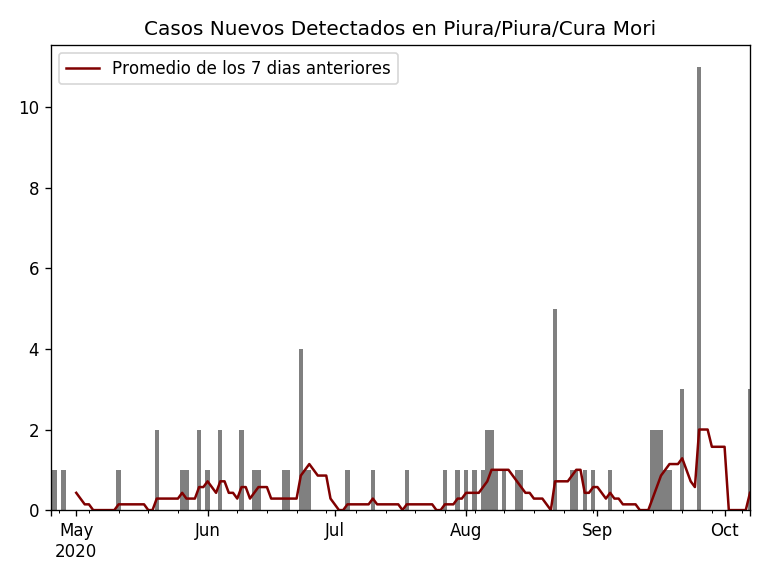 Casos Nuevos Detectados en Piura/Piura/Cura Mori
Promedio de los 7 dias anteriores
10
8
6
4
2
0
May Jun Jul Aug Sep Oct
2020